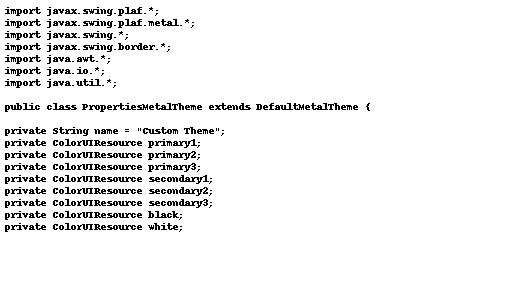 import javax.swing.plaf.*;
import javax.swing.plaf.metal.*;
import javax.swing.*;
import javax.swing.border.*;
import java.awt.*;
import java.io.*;
import java.util.*;
public class PropertiesMetalTheme extends DefaultMetalTheme {
private String name = "Custom Theme";
private ColorUIResource primary1;
private ColorUIResource primary2;
private ColorUIResource primary3;
private ColorUIResource secondary1;
private ColorUIResource secondary2;
private ColorUIResource secondary3;
private ColorUIResource black;
private ColorUIResource white;